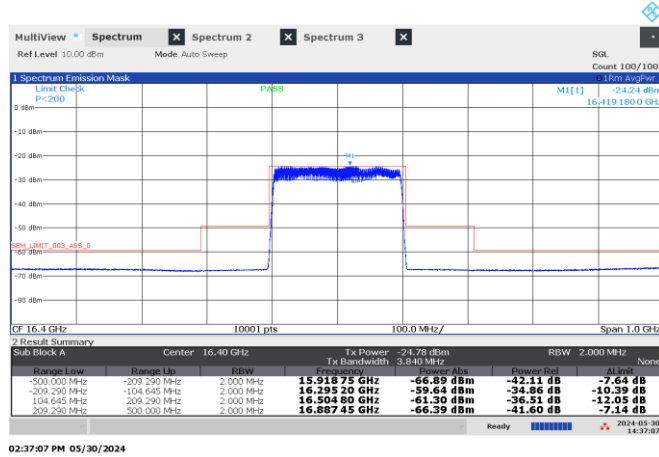 MultiView Spectrum X Spectrum 2 X Spectrum 3 X
Ref Level 10.00 dBm Mode Auto Sweep SGL
Count 100/100
1 Spectrum Emission Mask 1Rm AvgPwr
Limit Check PASS M1[1] -24.24 dBm
P<200 16.419 180 0 GHz
0 dBm
-10 dBm
-20 dBm
M1
-30 dBm
-40 dBm
-50 dBm
SEM_LIMIT_003_ABS_0
-60 dBm
-70 dBm
-80 dBm
CF 16.4 GHz 10001 pts 100.0 MHz/ Span 1.0 GHz
2 Result Summary
Sub Block A Center 16.40 GHz Tx Power -24.78 dBm RBW 2.000 MHz
Tx Bandwidth 3.840 MHz None
Range Low Range Up RBW Frequency Power Abs Power Rel ΔLimit
-500.000 MHz -209.290 MHz 2.000 MHz 15.918 75 GHz -66.89 dBm -42.11 dB -7.64 dB
-209.290 MHz -104.645 MHz 2.000 MHz 16.295 20 GHz -59.64 dBm -34.86 dB -10.39 dB
104.645 MHz 209.290 MHz 2.000 MHz 16.504 80 GHz -61.30 dBm -36.51 dB -12.05 dB
209.290 MHz 500.000 MHz 2.000 MHz 16.887 45 GHz -66.39 dBm -41.60 dB -7.14 dB
Ready 2024-05-30
14:37:07
02:37:07 PM 05/30/2024